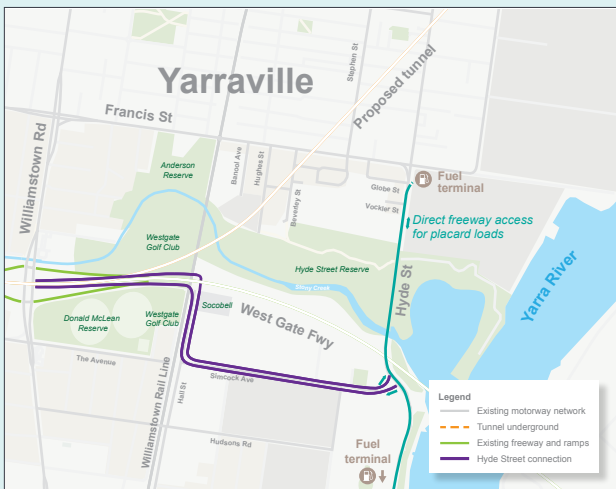 Yarraville
Stephen St
Proposed tunnel
Francis St
Williamstown Rd
Anderson
Reserve
Banool Ave
Hughes St
Beverley St
Globe St
Fuel
terminal
Vockler St
Direct freeway access
for placard loads
Westgate
Golf Club
Hyde Street Reserve
Hyde St
Yarra River
Stony Creek
Donald McLean
Reserve
Westgate
Golf Club
Socobell
West Gate Fwy
The Avenue
Williamstown Rail Line
Hall St
Simcock Ave
Hudsons Rd
Fuel
terminal
Legend
Existing motorway network
Tunnel underground
Existing freeway and ramps
Hyde Street connection